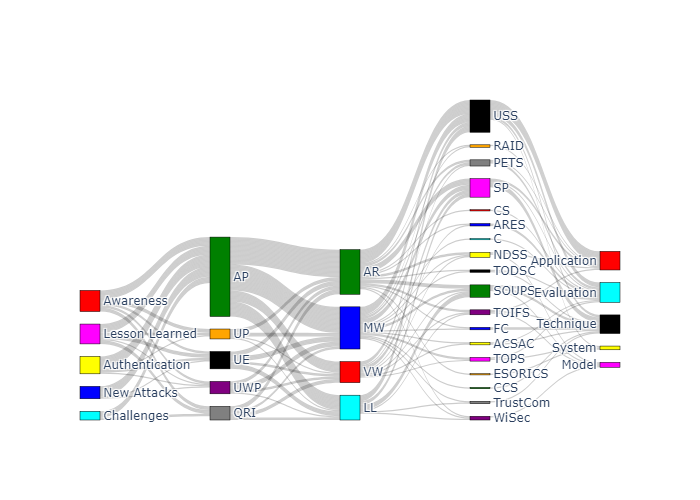 Awareness
Lesson Learned
Authentication
New Attacks
Challenges
AP
UP
UE
UWP
QRI
AR
MW
VW
LL
USS
RAID
PETS
SP
CS
ARES
C
NDSS
TODSC
SOUPS
TOIFS
FC
ACSAC
TOPS
ESORICS
CCS
TrustCom
WiSec
Application
Evaluation
Technique
System
Model